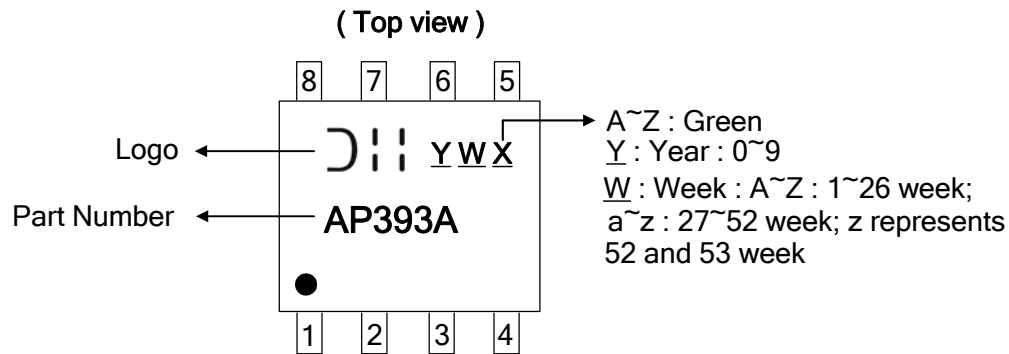 ( Top view )
8 7 6 5
Logo
Y W X
A~Z : Green
Y : Year : 0~9
Part Number
AP393A
W : Week : A~Z : 1~26 week;
a~z : 27~52 week; z represents
52 and 53 week
1 2 3 4